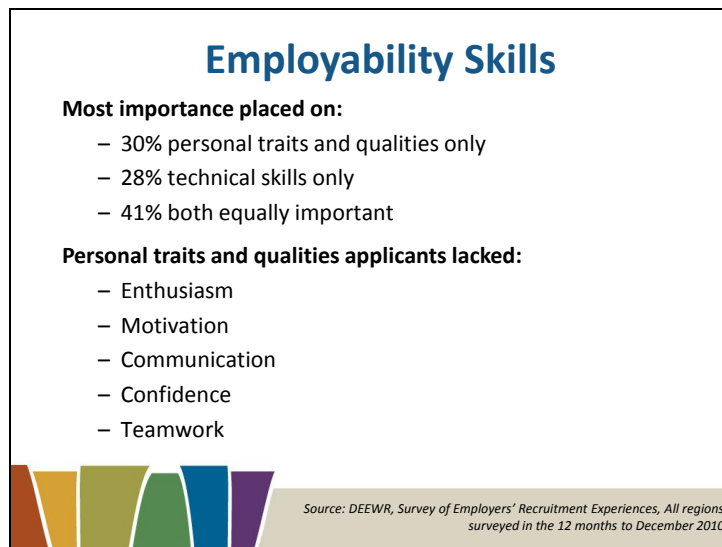 Employability Skills
Most importance placed on:
– 30% personal traits and qualities only
– 28% technical skills only
– 41% both equally important
Personal traits and qualities applicants lacked:
– Enthusiasm
– Motivation
– Communication
– Confidence
– Teamwork
Source: DEEWR, Survey of Employers’ Recruitment Experiences, All regions
surveyed in the 12 months to December 2010